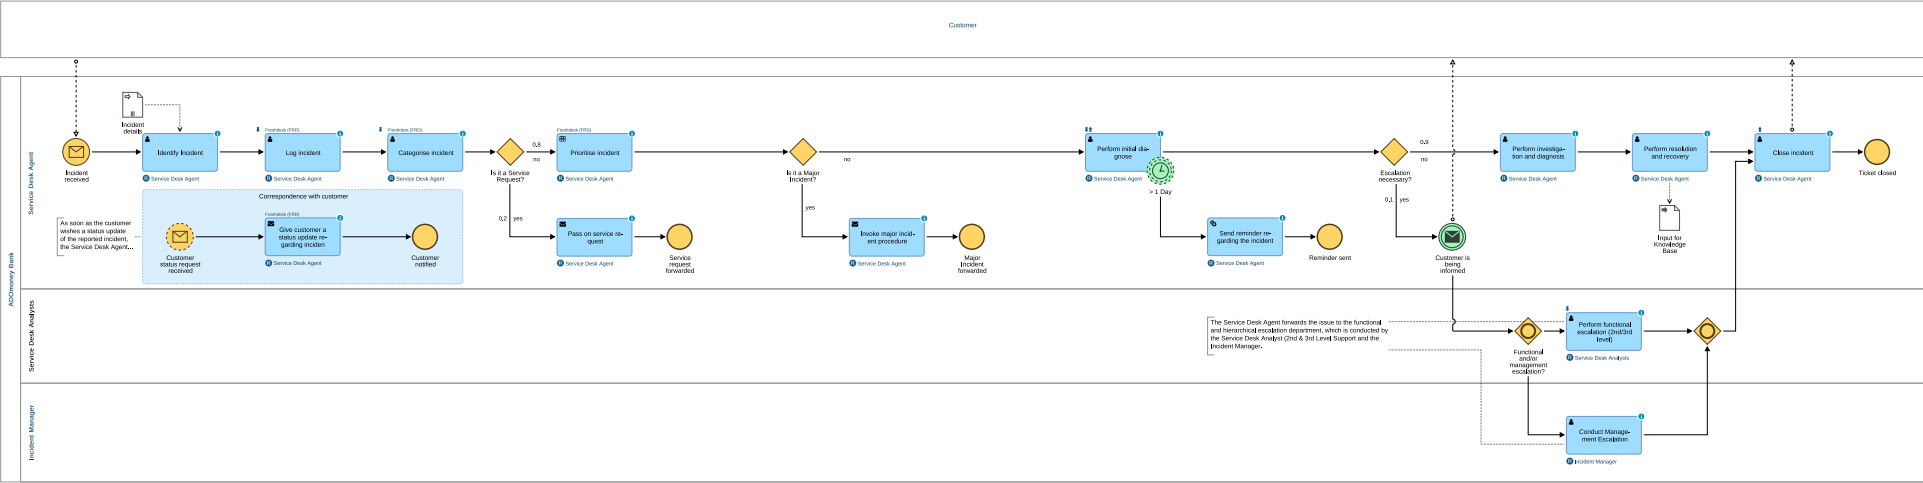 Customer
ADOmoney Bank
Service Desk Agent
Service Desk Analysts
Incident Manager
Incident
received
Incident
details
Identify Incident
Service Desk Agent
Freshdesk (FRD)
Log incident
Service Desk Agent
Freshdesk (FRD)
Categorise incident
Service Desk Agent
Is it a Service
Request?
0,8
no
0,2
yes
Freshdesk (FRD)
Prioritise incident
Service Desk Agent
Pass on service re-
quest
Service Desk Agent
Service
request
forwarded
Is it a Major
Incident?
no
yes
Invoke major incid-
ent procedure
Service Desk Agent
Major
Incident
forwarded
Perform initial dia-
gnose
Service Desk Agent
> 1 Day
Send reminder re-
garding the incident
Service Desk Agent
Reminder sent
Escalation
necessary?
0,9
no
0,1
yes
Customer is
being
informed
Perform investiga-
tion and diagnosis
Service Desk Agent
Perform resolution
and recovery
Service Desk Agent
Input for
Knowledge
Base
Close incident
Service Desk Agent
Ticket closed
As soon as the customer
wishes a status update
of the reported incident,
the Service Desk Agent...
Correspondence with customer
Customer
status request
received
Freshdesk (FRD)
Give customer a
status update re-
garding inciden
Service Desk Agent
Customer
notified
The Service Desk Agent forwards the issue to the functional
and hierarchical escalation department, which is conducted by
the Service Desk Analyst (2nd & 3rd Level Support and the
Incident Manager.
Functional
and/or
management
escalation?
Perform functional
escalation (2nd/3rd
level)
Service Desk Analysts
Conduct Manage-
ment Escalation
Incident Manager